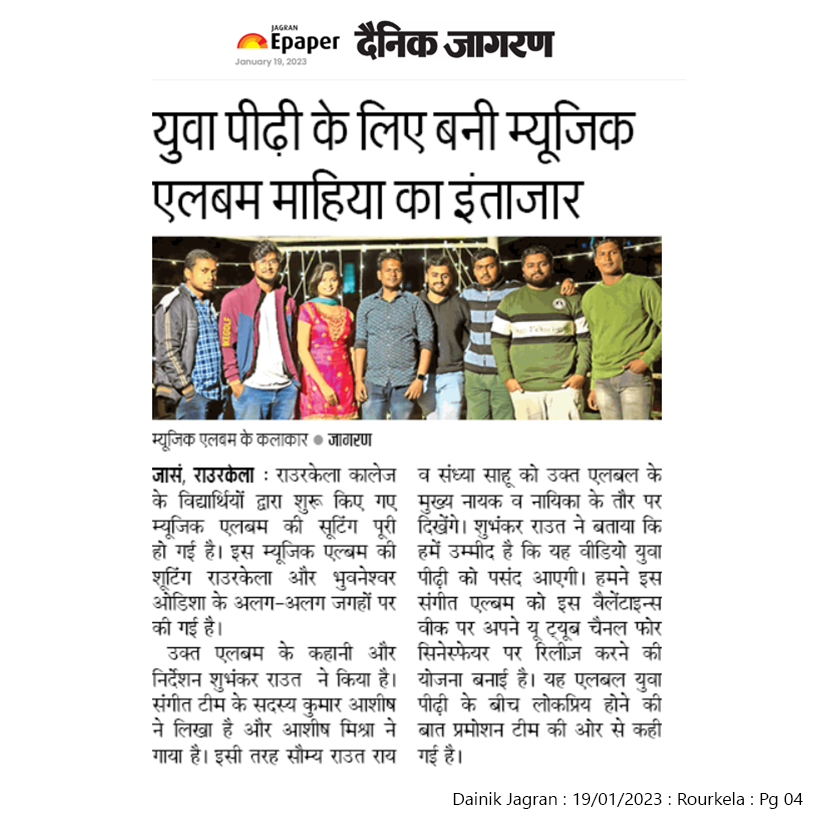 JAGRAN
Epaper
दैनिक जागरण
January 19, 2023
युवा पीढ़ी के लिए बनी म्यूजिक
एलबम माहिया का इंताजार
म्यूजिक एलबम के कलाकार ● जागरण
जासं, राउरकेला : राउरकेला कालेज
के विद्यार्थियों द्वारा शुरू किए गए
म्यूजिक एलबम की सूटिंग पूरी
हो गई है। इस म्यूजिक एल्बम की
शूटिंग राउरकेला और भुवनेश्वर
ओडिशा के अलग-अलग जगहों पर
की गई है।
उक्त एलबम के कहानी और
निर्देशन शुभंकर राउत ने किया है।
संगीत टीम के सदस्य कुमार आशीष
ने लिखा है और आशीष मिश्रा ने
गाया है। इसी तरह सौम्य राउत राय
व संध्या साहू को उक्त एलबल के
मुख्य नायक व नायिका के तौर पर
दिखेंगे। शुभंकर राउत ने बताया कि
हमें उम्मीद है कि यह वीडियो युवा
पीढ़ी को पसंद आएगी। हमने इस
संगीत एल्बम को इस वैलेंटाइन्स
वीक पर अपने यू ट्यूब चैनल फोर
सिनेस्फेयर पर रिलीज़ करने की
योजना बनाई है। यह एलबल युवा
पीढ़ी के बीच लोकप्रिय होने की
बात प्रमोशन टीम की ओर से कही
गई है।
Dainik Jagran : 19/01/2023 : Rourkela : Pg 04